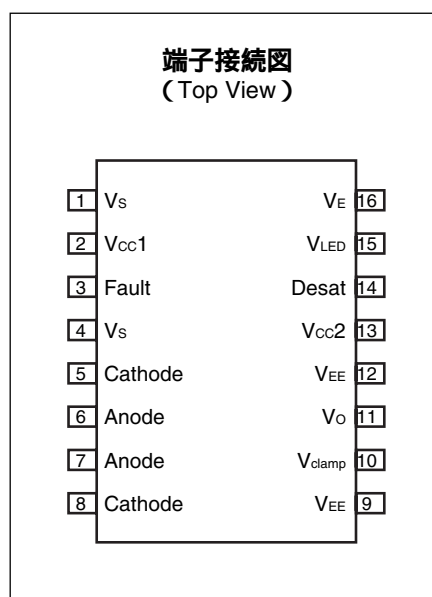 端子接続図
(Top View)
1 VS VE 16
2 VCC1 VLED 15
3 Fault Desat 14
4 VS VCC2 13
5 Cathode VEE 12
6 Anode VO 11
7 Anode Vclamp 10
8 Cathode VEE 9